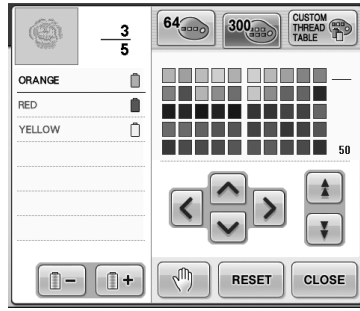 3
5
64
300
CUSTOM
THREAD
TABLE
ORANGE
RED
YELLOW
50
RESET
CLOSE